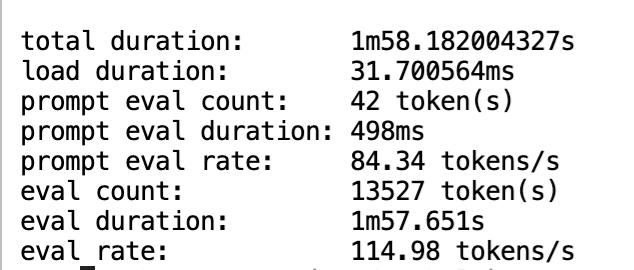 total duration:       1m58.182004327s
load duration:        31.700564ms
prompt eval count:    42 token(s)
prompt eval duration: 498ms
prompt eval rate:     84.34 tokens/s
eval count:           13527 token(s)
eval duration:        1m57.651s
eval rate:            114.98 tokens/s